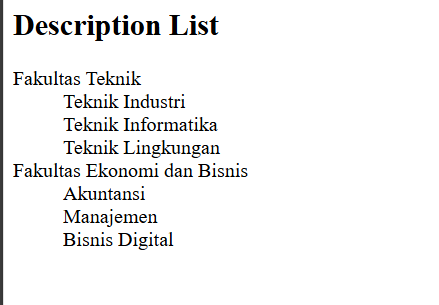 Description List
Fakultas Teknik
Teknik Industri
Teknik Informatika
Teknik Lingkungan
Fakultas Ekonomi dan Bisnis
Akuntansi
Manajemen
Bisnis Digital